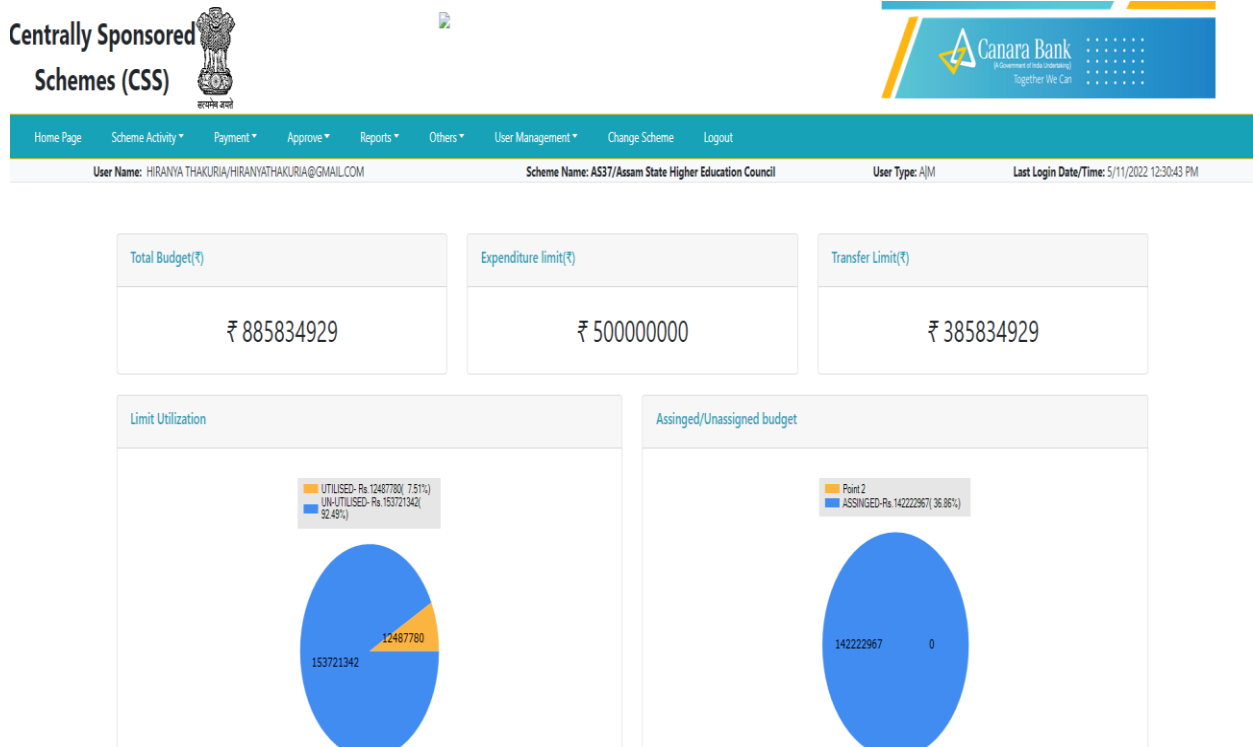 Centrally Sponsored
Schemes (CSS)
सत्यमेव जयते
Canara Bank
(A Government of India Undertaking)
Together We Can
Home Page Scheme Activity Payment Approve Reports Others User Management Change Scheme Logout
User Name: HIRANYA THAKURIA/HIRANYATHAKURIA@GMAIL.COM Scheme Name: AS37/Assam State Higher Education Council User Type: A|M Last Login Date/Time: 5/11/2022 12:30:43 PM
Total Budget(₹) Expenditure limit(₹) Transfer Limit(₹)
₹ 885834929 ₹ 500000000 ₹ 385834929
Limit Utilization Assinged/Unassigned budget
UTILISED- Rs.12487780( 7.51%)
UN-UTILISED- Rs.153721342(
92.49%)
Point 2
ASSINGED-Rs.142222967( 36.86%)
12487780
153721342
142222967 0